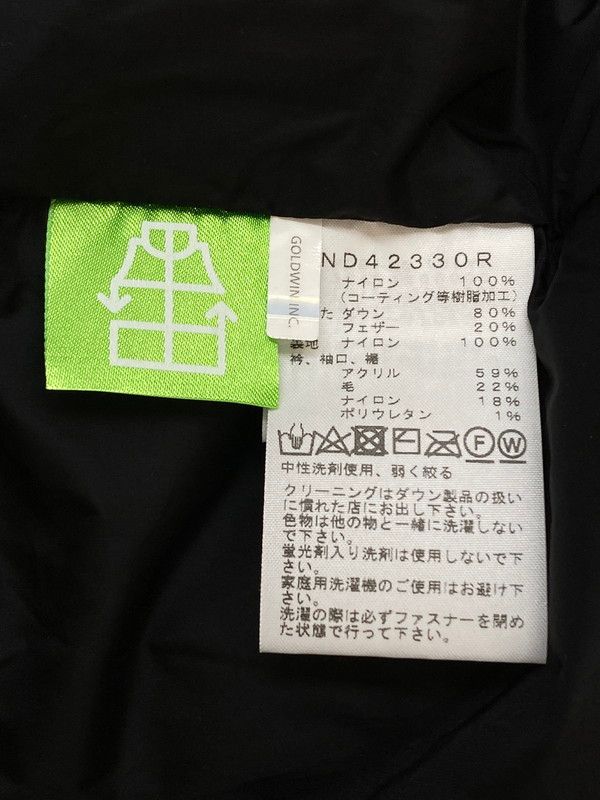 GOLDWIN INC.
ND42330R
ナイロン 100%
(コーティング等樹脂加工)
た ダウン 80%
フェザー 20%
裏地 ナイロン 100%
衿、袖口、裾
アクリル 59%
毛 22%
ナイロン 18%
ポリウレタン 1%
F W
中性洗剤使用、弱く絞る
クリーニングはダウン製品の扱い
に慣れた店にお出し下さい。
色物は他の物と一緒に洗濯しない
で下さい。
蛍光剤入り洗剤は使用しないで下
さい。
家庭用洗濯機のご使用はお避け下
さい。
洗濯の際は必ずファスナーを閉め
た状態で行って下さい。